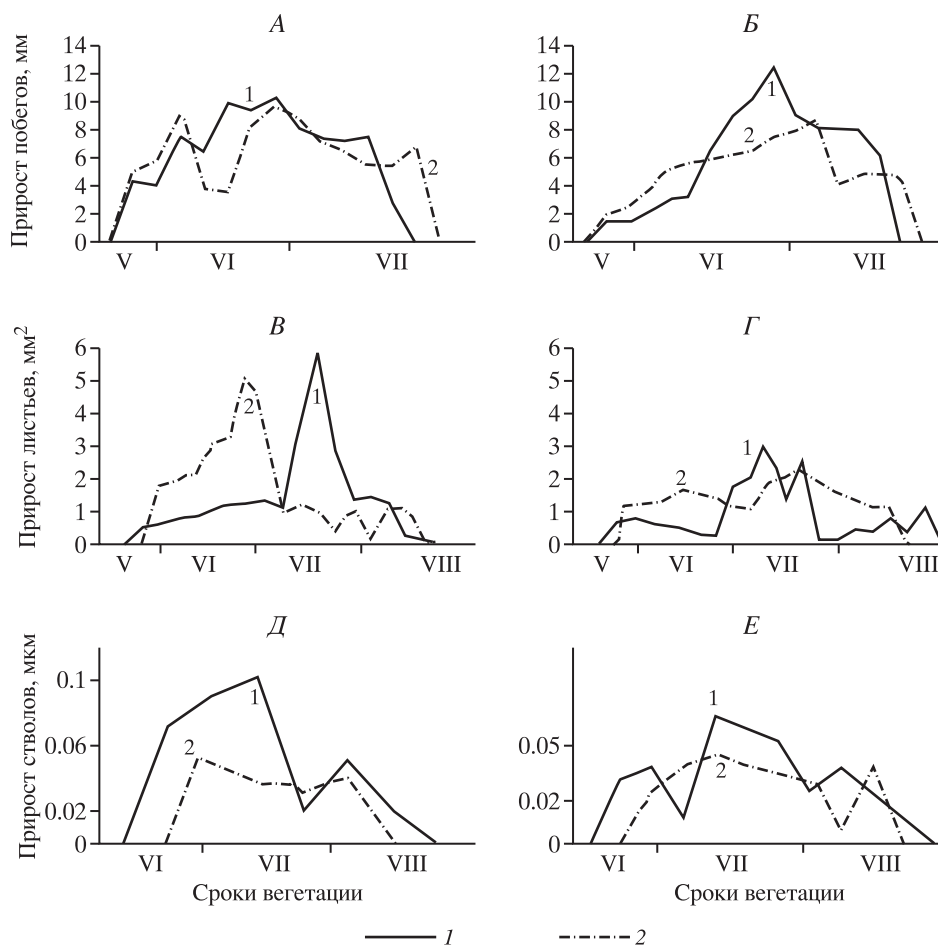 А
Б
Прирост побегов, мм
14
12
10
8
6
4
2
0
1
2
V
VI
VII
14
12
10
8
6
4
2
0
1
2
V
VI
VII
В
Г
Прирост листьев, мм²
6
5
4
3
2
1
0
2
1
V
VI
VII
VIII
6
5
4
3
2
1
0
2
1
V
VI
VII
VIII
Д
Е
Прирост стволов, мкм
0.1
0.06
0.02
0
2
1
VI
VII
VIII
Сроки вегетации
0.05
0.02
0
1
2
VI
VII
VIII
Сроки вегетации
1
2